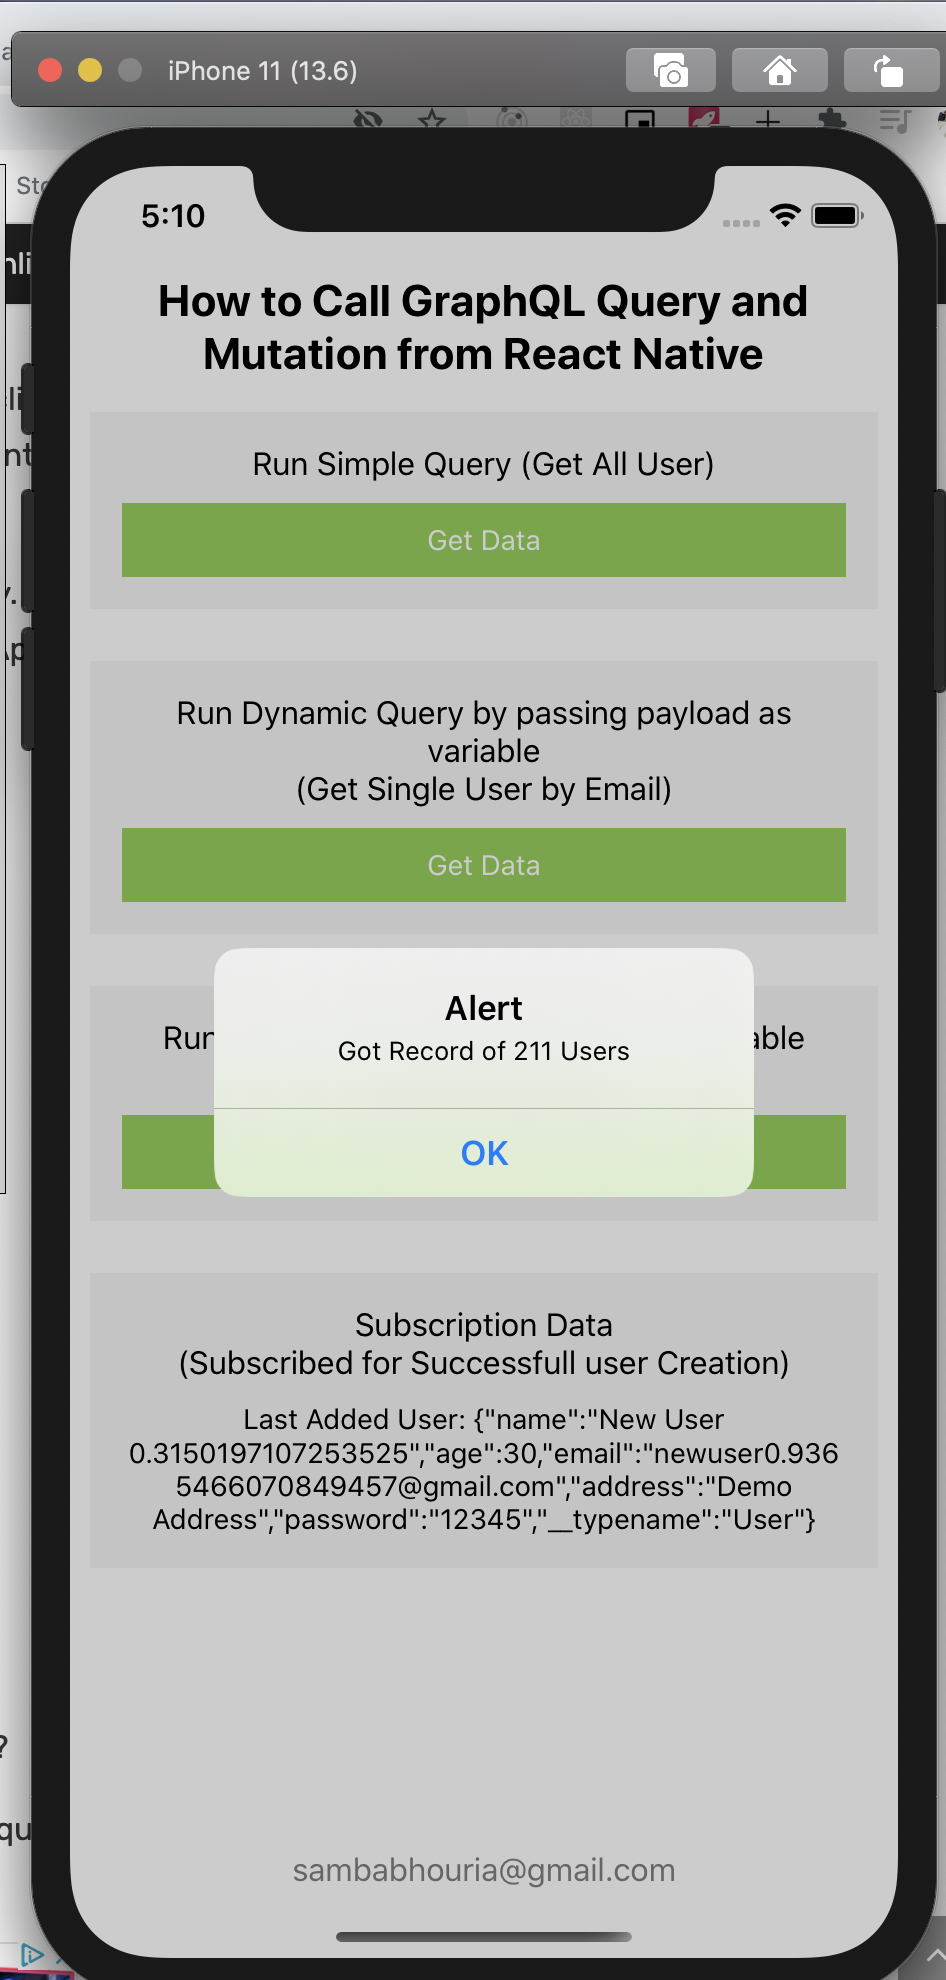 iPhone 11 (13.6)
5:10
How to Call GraphQL Query and
Mutation from React Native
Run Simple Query (Get All User)
Get Data
Run Dynamic Query by passing payload as
variable
(Get Single User by Email)
Get Data
Run
Alert
Got Record of 211 Users
OK
Subscription Data
(Subscribed for Successfull user Creation)
Last Added User: {"name":"New User
0.3150197107253525","age":30,"email":"newuser0.936
5466070849457@gmail.com","address":"Demo
Address","password":"12345","__typename":"User"}
sambabhouria@gmail.com